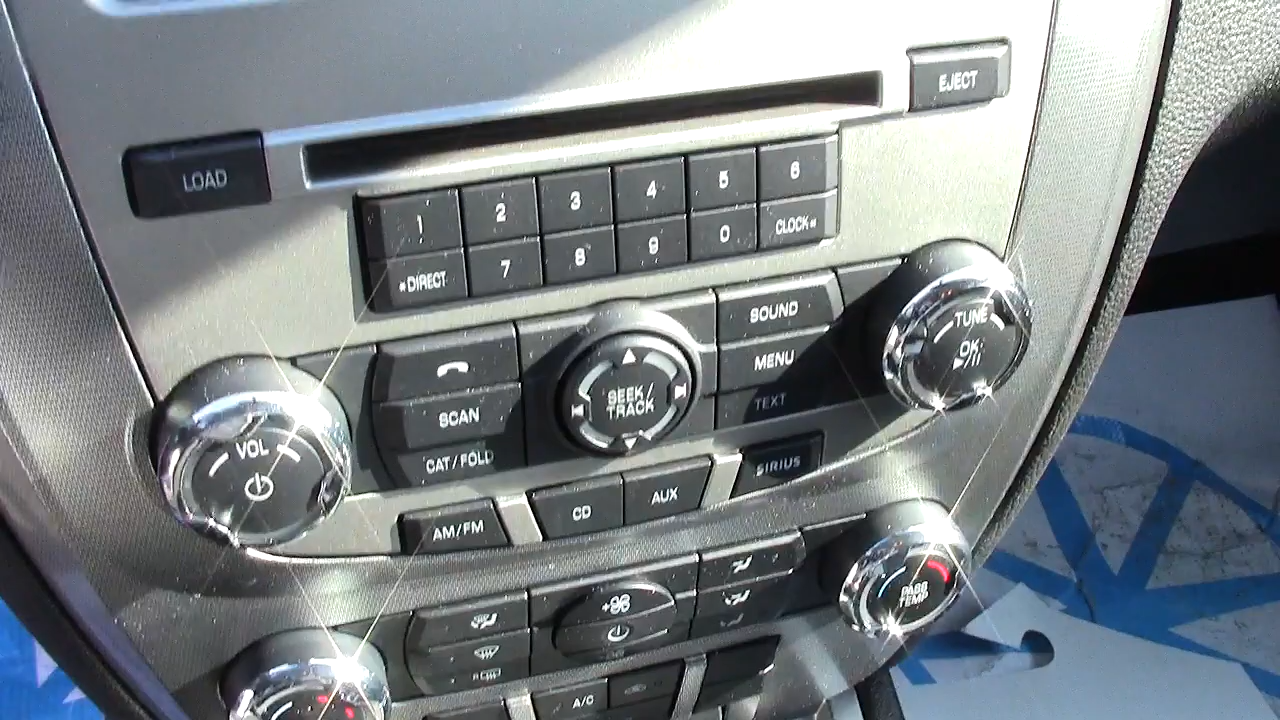 EJECT
LOAD
1 2 3 4 5 6
*DIRECT 7 8 9 0 CLOCK
SOUND
TUNE
OK
MENU
SEEK/
TRACK
SCAN
TEXT
VOL
CAT/FOLD
SIRIUS
AM/FM CD AUX
PASS
TEMP
A/C